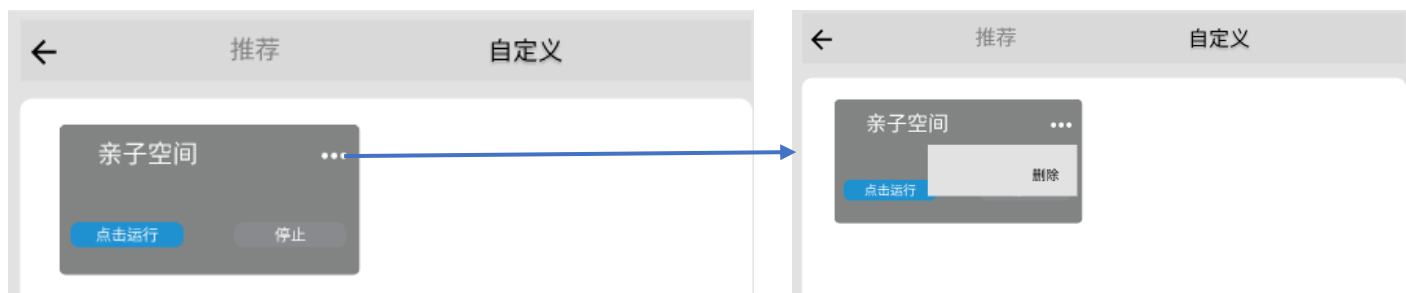 推荐 自定义
亲子空间
点击运行 停止
推荐 自定义
亲子空间
删除
点击运行